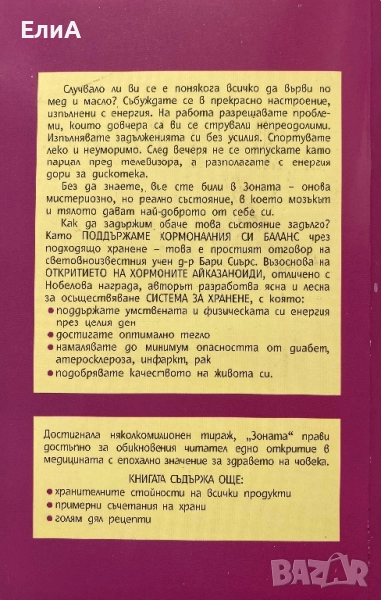 ЕлиА
Случвало ли ви се е понякога всичко да върви по
мед и масло? Събуждате се в прекрасно настроение,
изпълнени с енергия. На работа разрешавате пробле-
ми, които довчера са ви се стрували непреодолими.
Изпълнявате задълженията си без усилия. Спортувате
леко и неуморимо. След вечеря не се отпускате като
парцал пред телевизора, а разполагате с енергия
дори за дискотека.
Без да знаете, вие сте били в Зоната – онова
мистериозно, но реално състояние, в което мозъкът
и тялото дават най-доброто от себе си.
Как да задържим обаче това състояние задълго?
Като ПОДДЪРЖАМЕ ХОРМОНАЛНИЯ СИ БАЛАНС чрез
подходящо хранене – това е простият отговор на
световноизвестния учен д-р Бари Сиърс. Възоснова на
ОТКРИТИЕТО НА ХОРМОНИТЕ АЙКАЗАНОИДИ, отличено с
Нобелова награда, авторът разработва ясна и лесна
за осъществяване СИСТЕМА ЗА ХРАНЕНЕ, с която:
• поддържате умствената и физическата си енергия
през целия ден
• достигате оптимално тегло
• намалявате до минимум опасността от диабет,
атеросклероза, инфаркт, рак
• подобрявате качеството на живота си.
Достигнала няколкомилионен тираж, „Зоната“ прави
достъпно за обикновения читател едно откритие в
медицината с епохално значение за здравето на човека.
КНИГАТА СЪДЪРЖА ОЩЕ:
• хранителните стойности на всички продукти
• примерни съчетания на храни
• голям дял рецепти
BAZAR